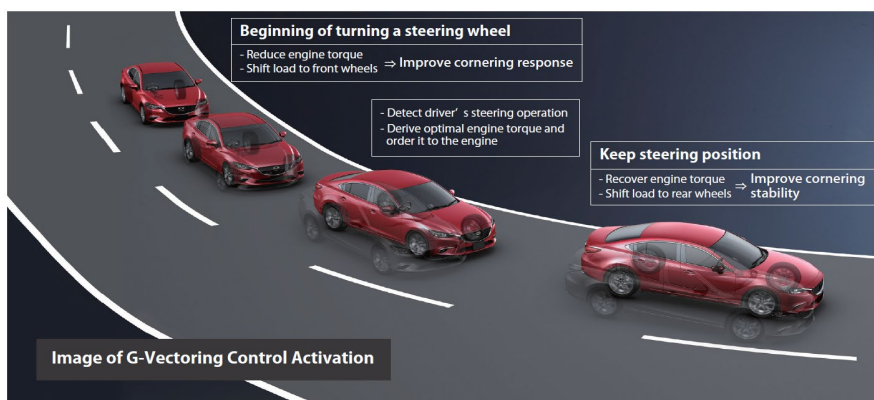 Beginning of turning a steering wheel
- Reduce engine torque
- Shift load to front wheels ⇒ Improve cornering response
- Detect driver’ s steering operation
- Derive optimal engine torque and
order it to the engine
Keep steering position
- Recover engine torque
- Shift load to rear wheels ⇒ Improve cornering
stability
Image of G-Vectoring Control Activation